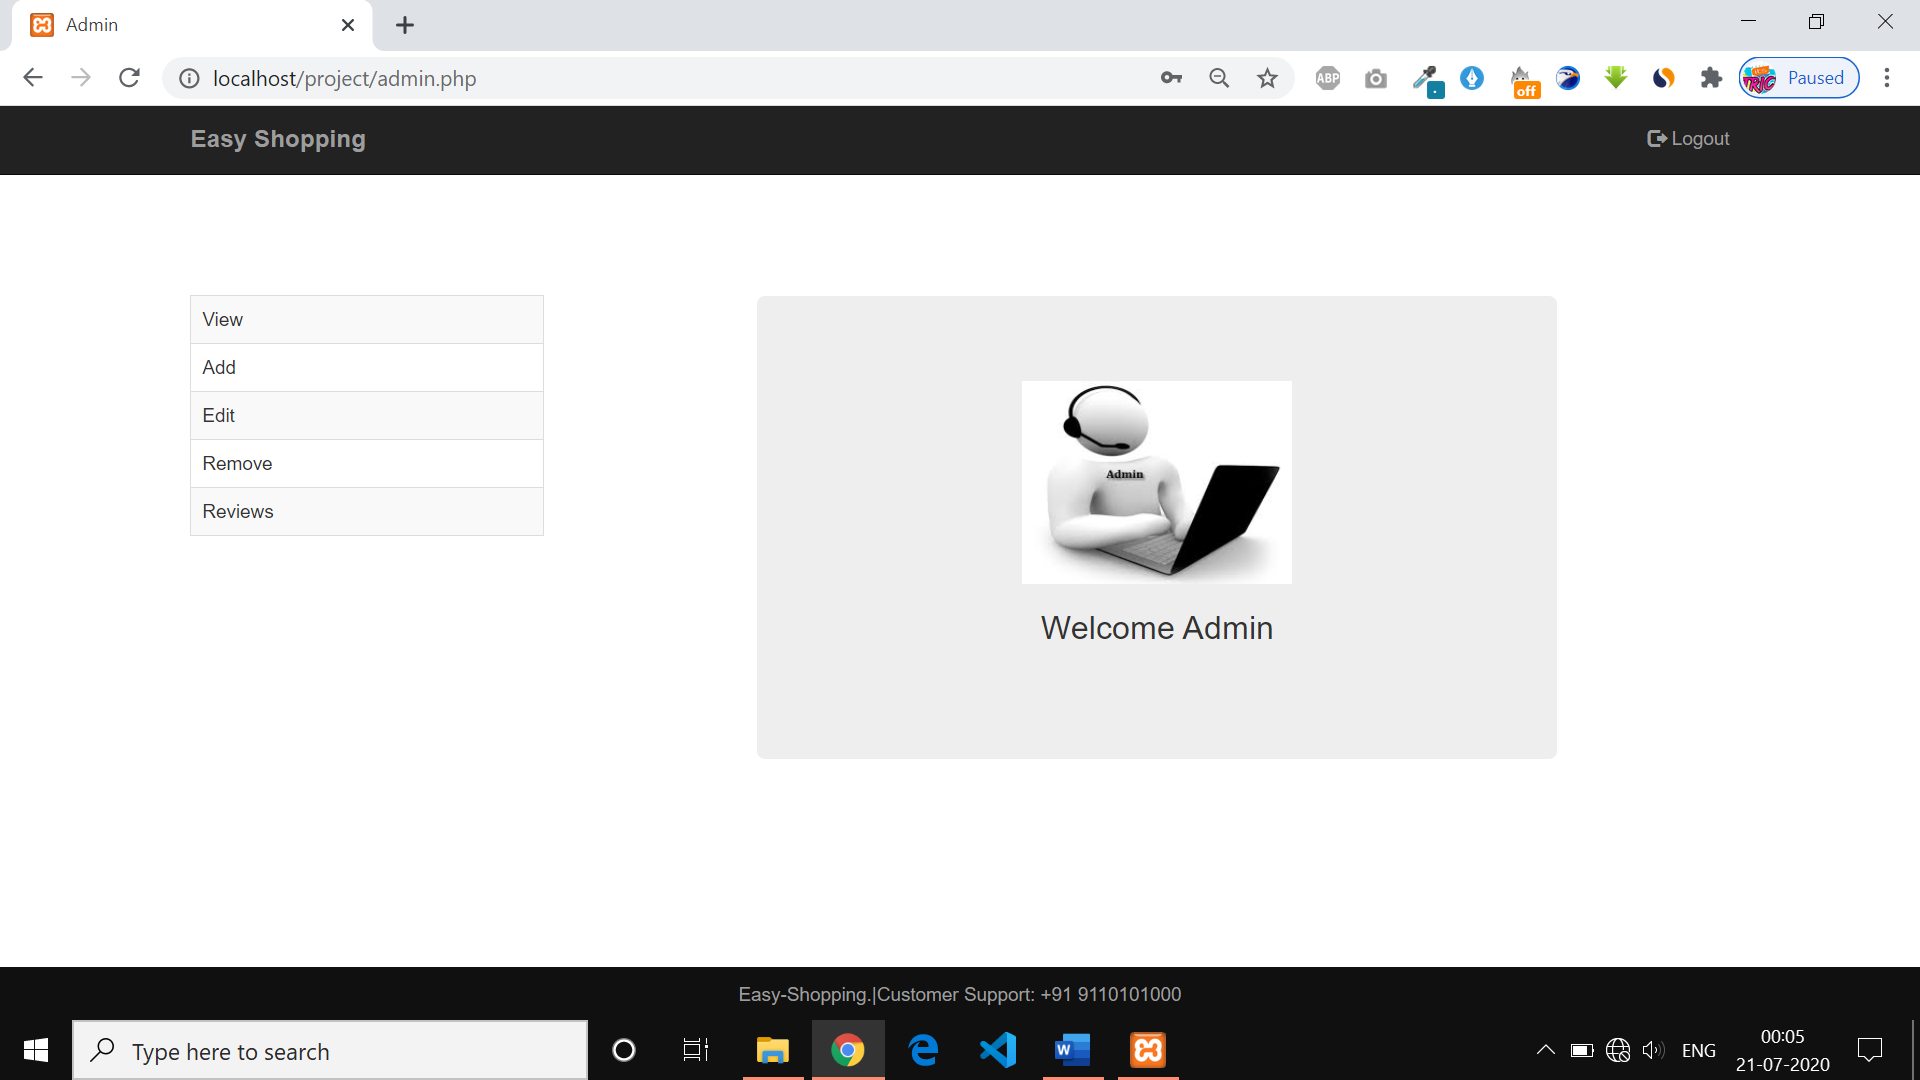 Admin
localhost/project/admin.php
ABP
off
Paused
Easy Shopping
Logout
View
Add
Edit
Remove
Reviews
Admin
Welcome Admin
Easy-Shopping.|Customer Support: +91 9110101000
Type here to search
W
ENG
00:05
21-07-2020